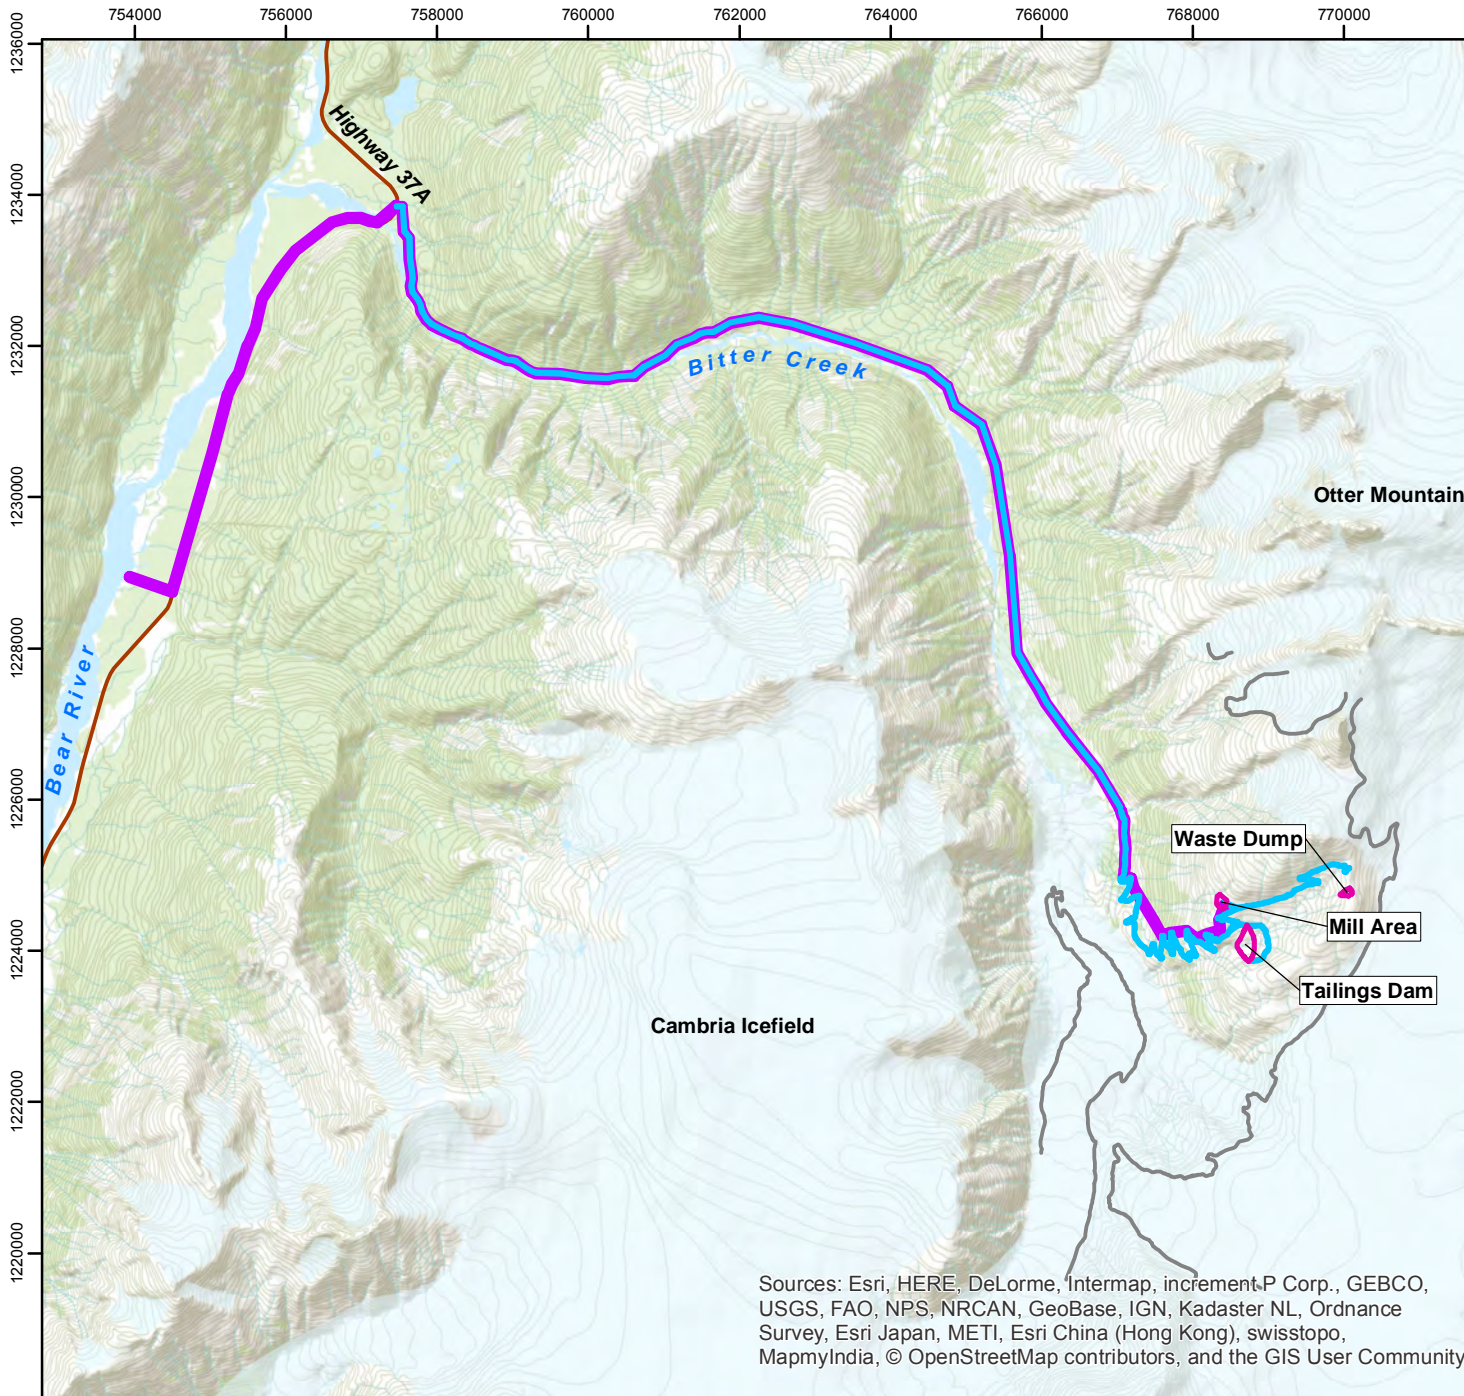 754000 756000 758000 760000 762000 764000 766000 768000 770000
1236000
1234000
1232000
1230000
1228000
1226000
1224000
1222000
1220000
Highway 37A
Bitter Creek
Otter Mountain
Bear River
Waste Dump
Mill Area
Tailings Dam
Cambria Icefield
Sources: Esri, HERE, DeLorme, Intermap, increment P Corp., GEBCO,
USGS, FAO, NPS, NRCAN, GeoBase, IGN, Kadaster NL, Ordnance
Survey, Esri Japan, METI, Esri China (Hong Kong), swisstopo,
MapmyIndia, © OpenStreetMap contributors, and the GIS User Community